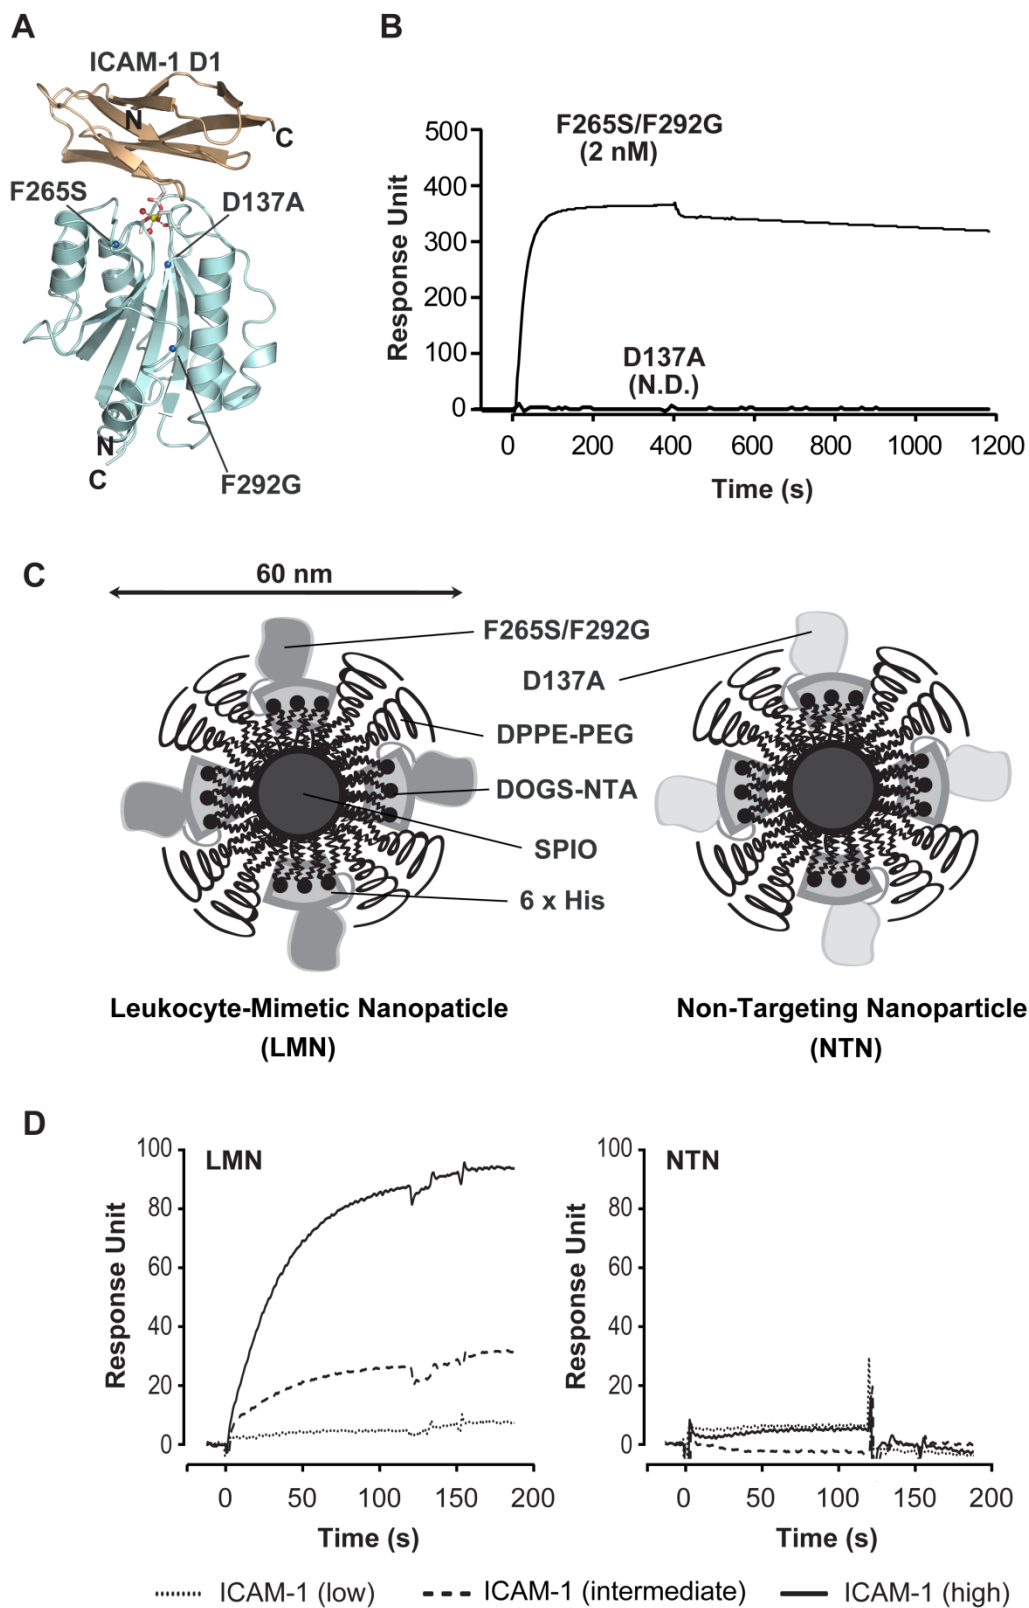 A
ICAM-1 D1
N
C
F265S
D137A
N
C
F292G
B
500
400
300
200
100
0
Response Unit
F265S/F292G
(2 nM)
D137A
(N.D.)
0 200 400 600 800 1000 1200
Time (s)
C
60 nm
F265S/F292G
D137A
DPPE-PEG
DOGS-NTA
SPIO
6 x His
Leukocyte-Mimetic Nanopaticle
(LMN)
Non-Targeting Nanoparticle
(NTN)
D
100
80
60
40
20
0
Response Unit
LMN
0 50 100 150 200
Time (s)
100
80
60
40
20
0
Response Unit
NTN
0 50 100 150 200
Time (s)
ICAM-1 (low) ICAM-1 (intermediate) ICAM-1 (high)